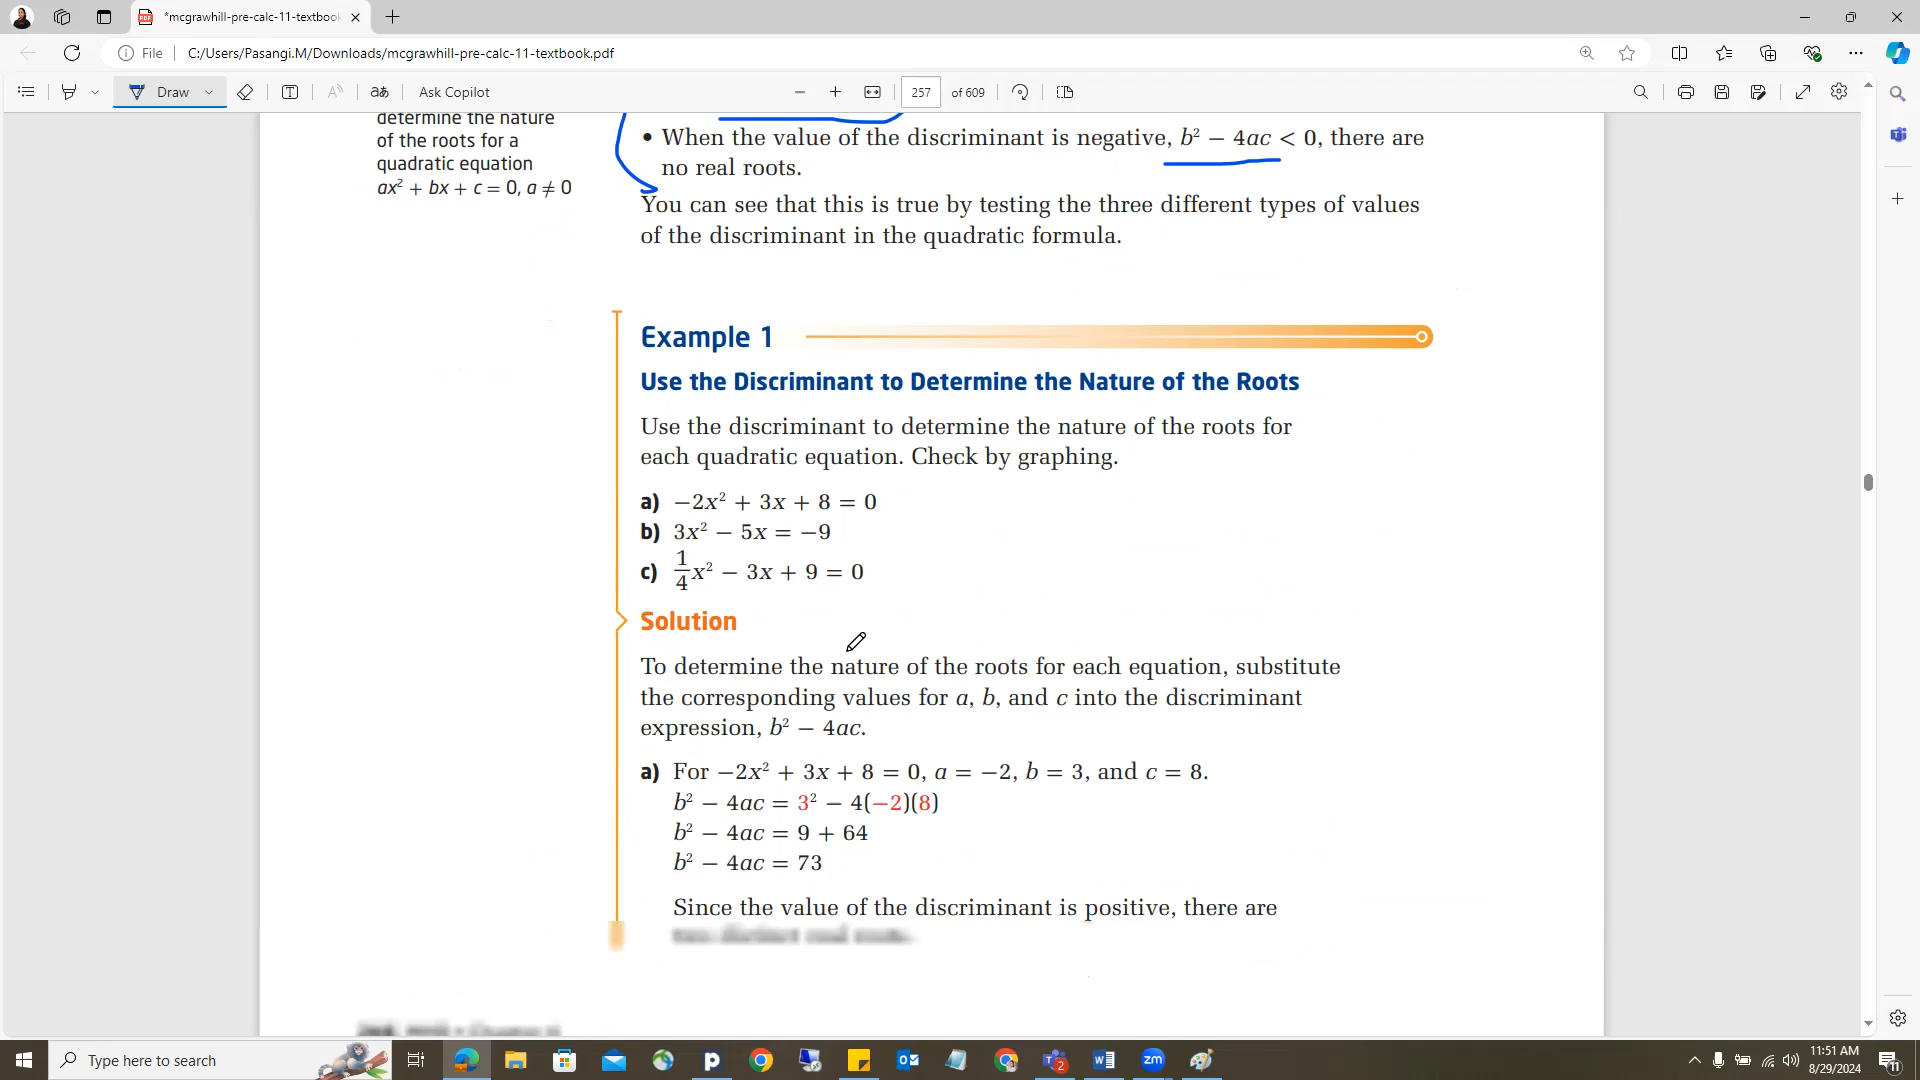 *mcgrawhill-pre-calc-11-textbook
File
C:/Users/Pasangi.M/Downloads/mcgrawhill-pre-calc-11-textbook.pdf
Draw
Ask Copilot
257 of 609
determine the nature
of the roots for a
quadratic equation
ax² + bx + c = 0, a ≠ 0
• When the value of the discriminant is negative, b² − 4ac < 0, there are
no real roots.
You can see that this is true by testing the three different types of values
of the discriminant in the quadratic formula.
Example 1
Use the Discriminant to Determine the Nature of the Roots
Use the discriminant to determine the nature of the roots for
each quadratic equation. Check by graphing.
a) −2x² + 3x + 8 = 0
b) 3x² − 5x = −9
c) 1/4 x² − 3x + 9 = 0
Solution
To determine the nature of the roots for each equation, substitute
the corresponding values for a, b, and c into the discriminant
expression, b² − 4ac.
a) For −2x² + 3x + 8 = 0, a = −2, b = 3, and c = 8.
b² − 4ac = 3² − 4(−2)(8)
b² − 4ac = 9 + 64
b² − 4ac = 73
Since the value of the discriminant is positive, there are
two distinct real roots.
Type here to search
11:51 AM
8/29/2024